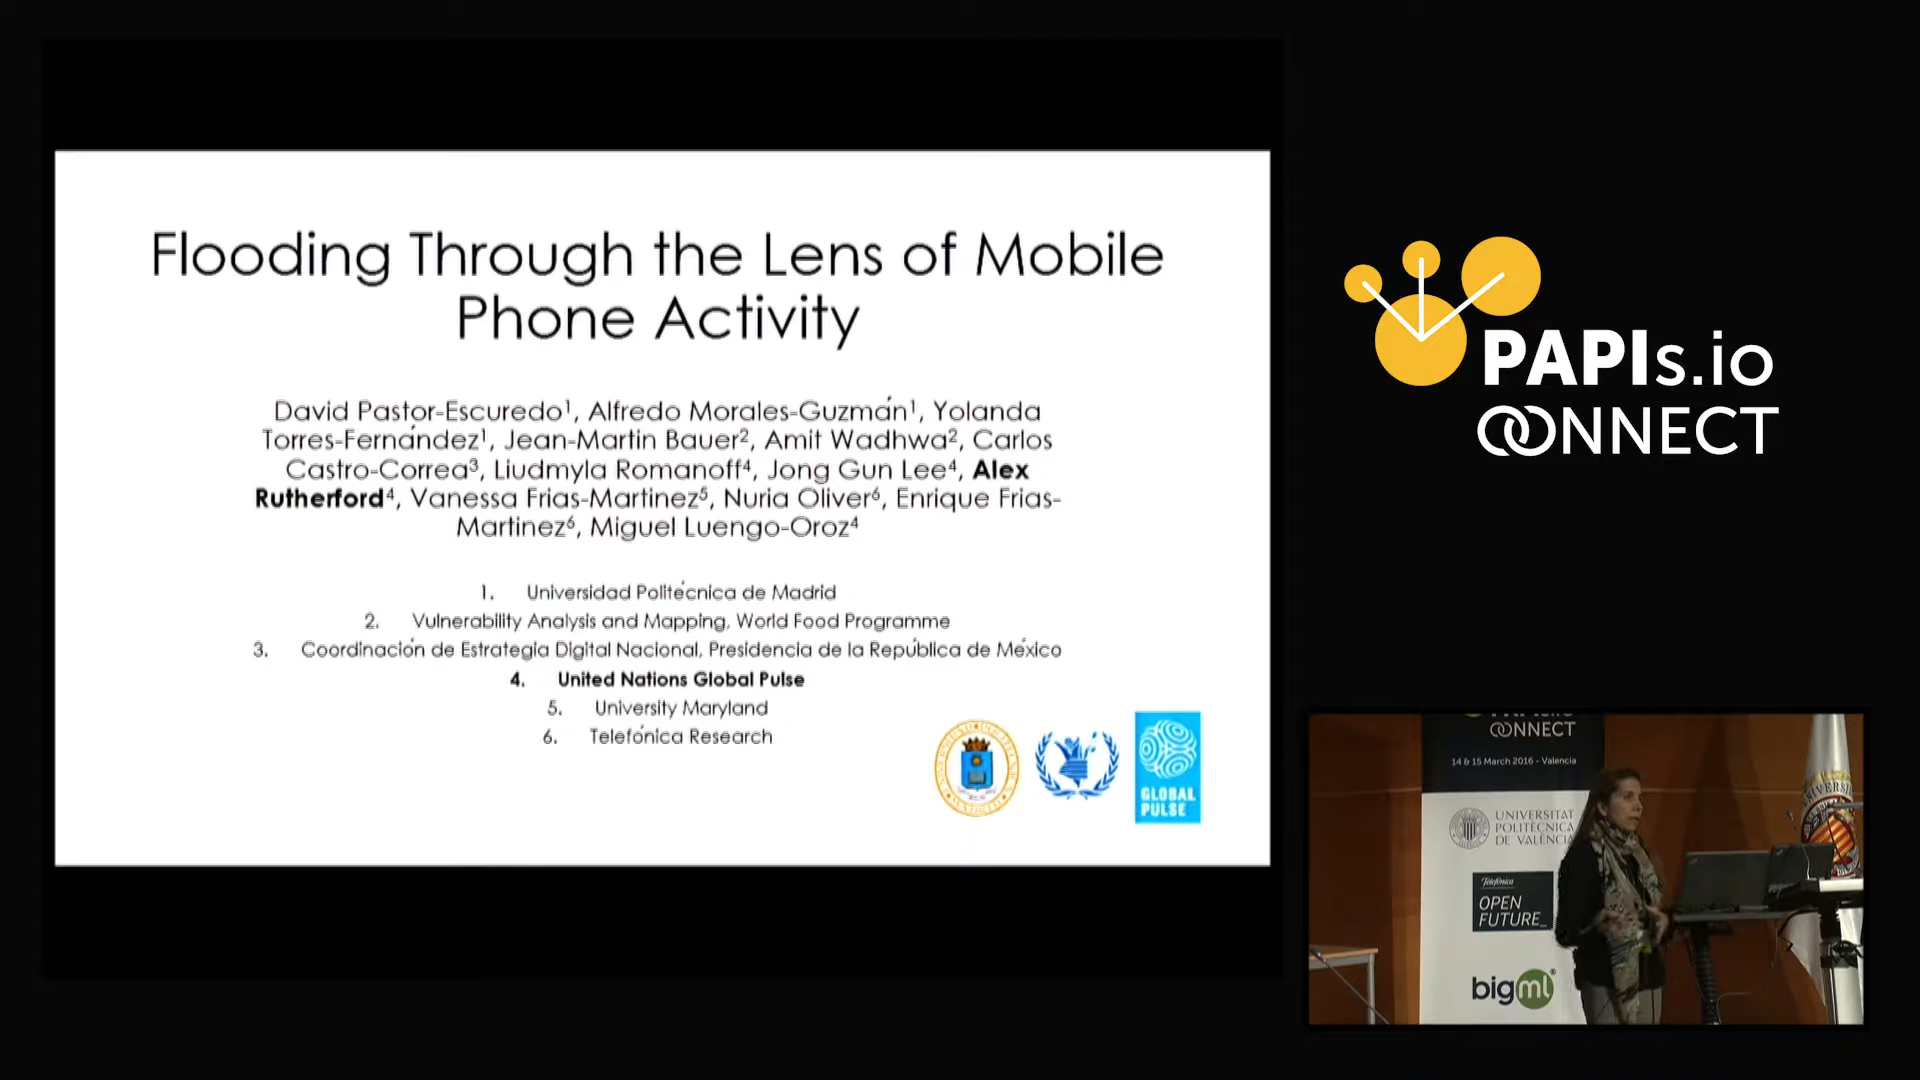 Flooding Through the Lens of Mobile
Phone Activity
David Pastor-Escuredo¹, Alfredo Morales-Guzmán¹, Yolanda
Torres-Fernández¹, Jean-Martin Bauer², Amit Wadhwa², Carlos
Castro-Correa³, Liudmyla Romanoff⁴, Jong Gun Lee⁴, Alex
Rutherford⁴, Vanessa Frias-Martinez⁵, Nuria Oliver⁶, Enrique Frias-
Martinez⁶, Miguel Luengo-Oroz⁴
1. Universidad Politécnica de Madrid
2. Vulnerability Analysis and Mapping, World Food Programme
3. Coordinación de Estrategia Digital Nacional, Presidencia de la República de México
4. United Nations Global Pulse
5. University Maryland
6. Telefónica Research
GLOBAL
PULSE
PAPIs.io
CONNECT
CONNECT
14 & 15 March 2016 - Valencia
UNIVERSITAT
POLITÈCNICA
DE VALÈNCIA
Telefónica
OPEN
FUTURE_
bigml®